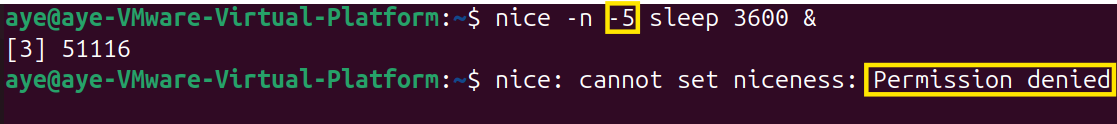 aye@aye-VMware-Virtual-Platform:~$ nice -n -5 sleep 3600 &
[3] 51116
aye@aye-VMware-Virtual-Platform:~$ nice: cannot set niceness: Permission denied